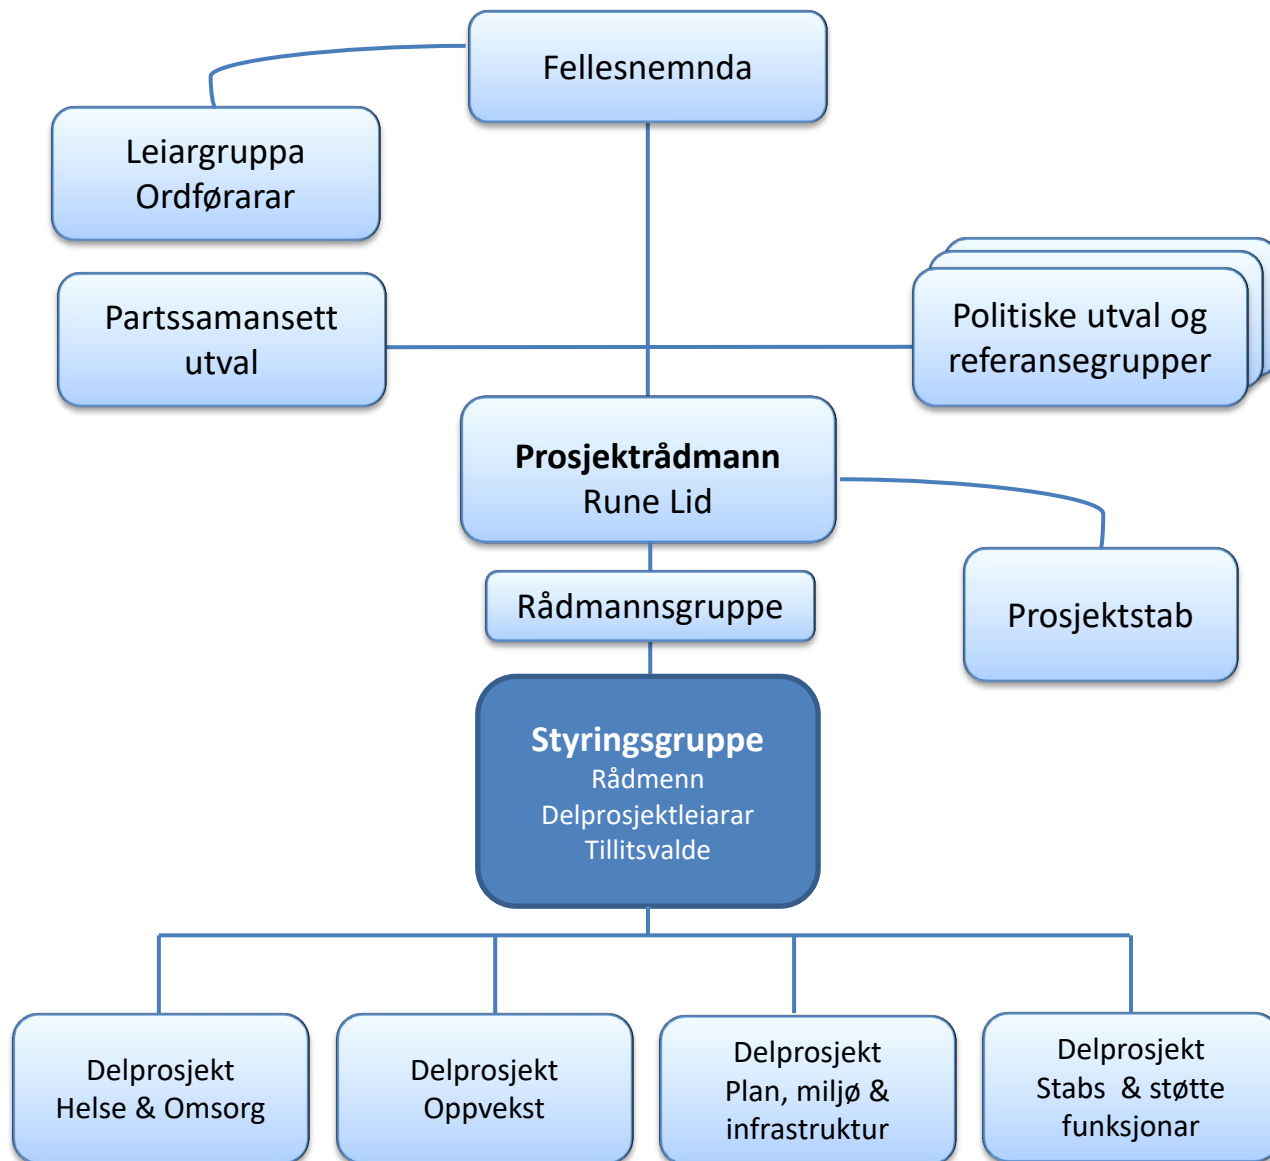 Fellesnemnda
Leiargruppa
Ordførarar
Partssamansett
utval
Politiske utval og
referansegrupper
Prosjektrådmann
Rune Lid
Rådmannsgruppe
Prosjektstab
Styringsgruppe
Rådmenn
Delprosjektleiarar
Tillitsvalde
Delprosjekt
Helse & Omsorg
Delprosjekt
Oppvekst
Delprosjekt
Plan, miljø &
infrastruktur
Delprosjekt
Stabs  & støtte
funksjonar